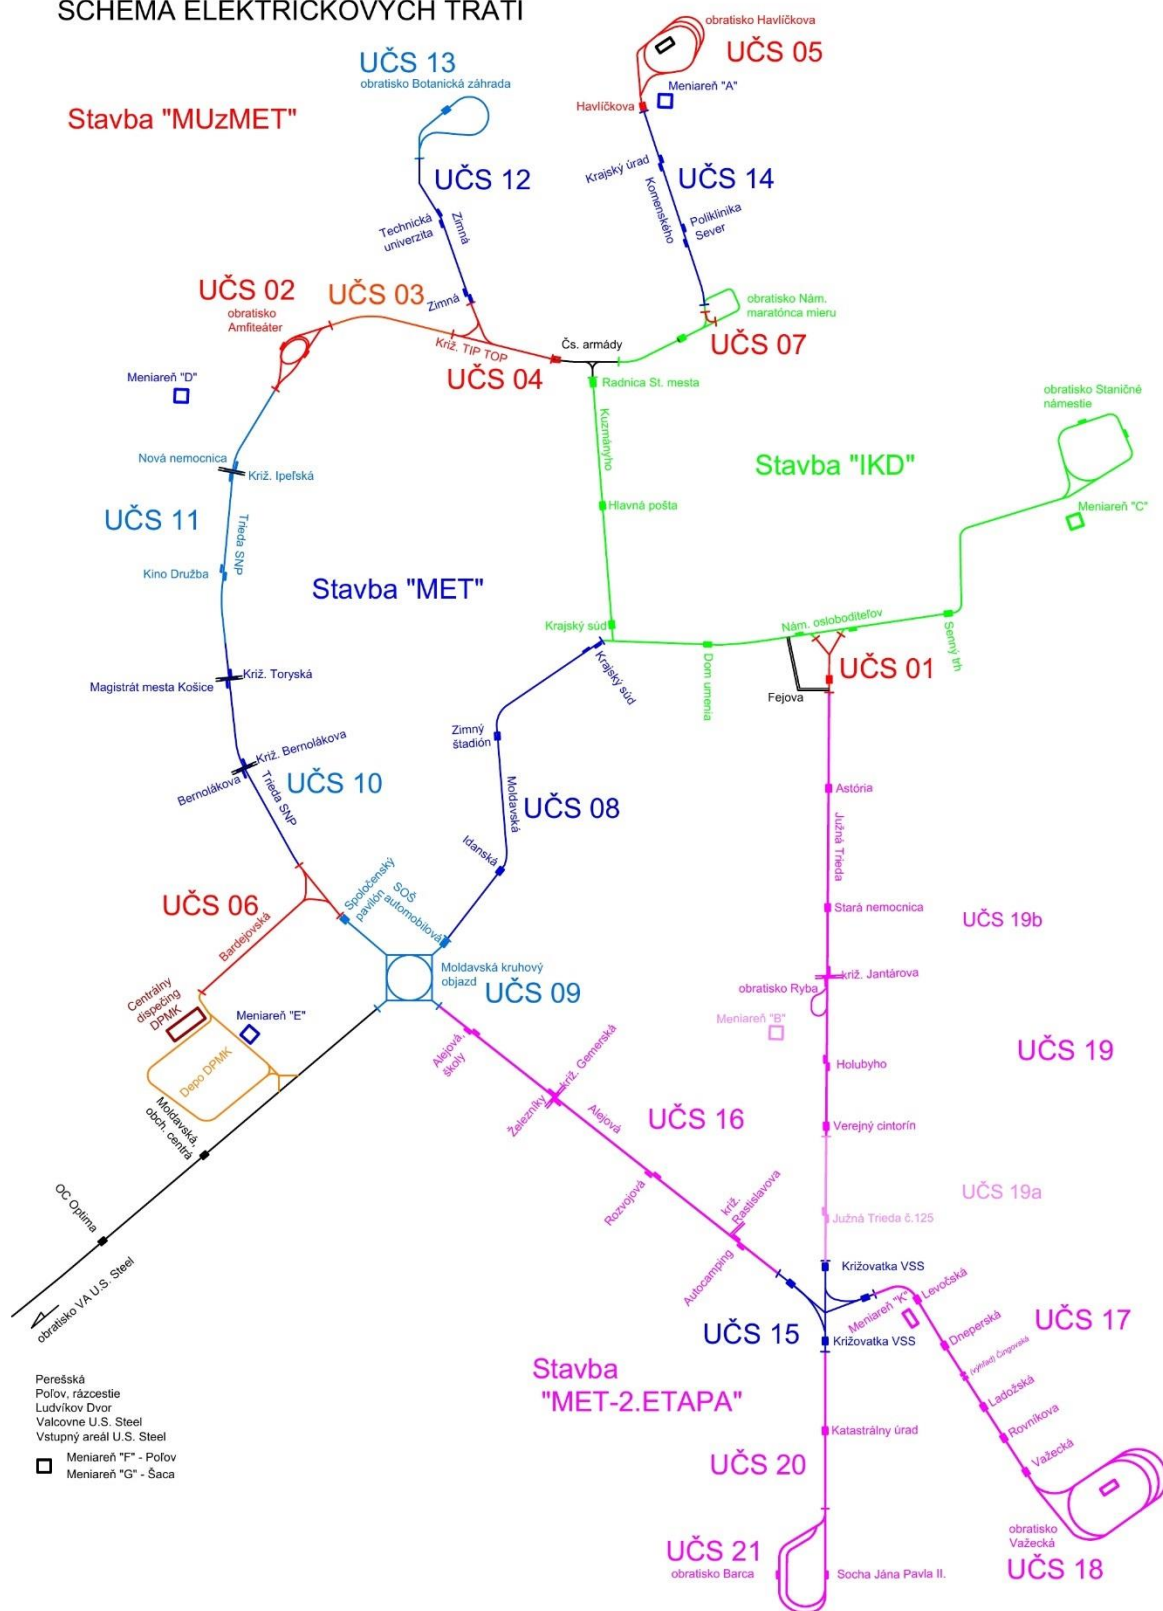 SCHÉMA ELEKTRIČKOVÝCH TRATÍ
obratisko Havlíčkova
UČS 05
UČS 13
obratisko Botanická záhrada
Meniareň "A"
Havlíčkova
Stavba "MUzMET"
Krajský úrad
UČS 12
UČS 14
Komenského
Poliklinika
Sever
Technická
univerzita
Zimná
UČS 02
obratisko
Amfiteáter
UČS 03
Zimná
obratisko Nám.
maratónca mieru
Križ. TIP TOP
Čs. armády
UČS 07
UČS 04
Meniareň "D"
Radnica St. mesta
obratisko Staničné
námestie
Kuzmányho
Nová nemocnica
Križ. Ipeľská
Stavba "IKD"
Hlavná pošta
Meniareň "C"
UČS 11
Trieda SNP
Kino Družba
Stavba "MET"
Krajský súd
Nám. osloboditeľov
Senný trh
Krajský súd
Dom umenia
UČS 01
Fejova
Križ. Toryská
Magistrát mesta Košice
Zimný
štadión
Križ. Bernolákova
Bernolákova
Trieda SNP
UČS 10
Moldavská
UČS 08
Astória
Južná Trieda
Idanská
UČS 06
Spoločenský
pavilón
SOŠ
automobilová
Stará nemocnica
UČS 19b
Bardejovská
Moldavská kruhový
objazd
UČS 09
križ. Jantárova
obratisko Ryba
Centrálny
dispečing
DPMK
Meniareň "E"
Meniareň "B"
Alejová,
školy
križ. Gemerská
Železníky
UČS 19
Holubyho
Depo DPMK
Alejová
UČS 16
Verejný cintorín
Moldavská,
obch. centrá
Rozvojová
križ.
Rastislavova
UČS 19a
Južná Trieda č.125
OC Optima
Autocamping
Križovatka VSS
obratisko VA U.S. Steel
Meniareň "K"
Levočská
UČS 17
UČS 15
Križovatka VSS
Dneperská
(výhľad) Čingovská
Stavba
"MET-2.ETAPA"
Ladožská
Rovníkova
Važecká
Perešská
Poľov, rázcestie
Ludvíkov Dvor
Valcovne U.S. Steel
Vstupný areál U.S. Steel
Meniareň "F" - Poľov
Meniareň "G" - Šaca
Katastrálny úrad
UČS 20
obratisko
Važecká
UČS 18
UČS 21
obratisko Barca
Socha Jána Pavla II.